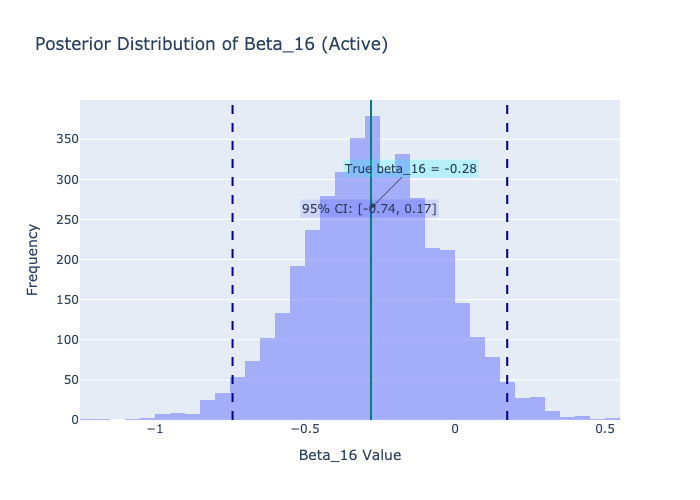 Posterior Distribution of Beta_16 (Active)
350
300
250
200
150
100
50
0
Frequency
True beta_16 = -0.28
95% CI: [-0.74, 0.17]
−1
−0.5
0
0.5
Beta_16 Value